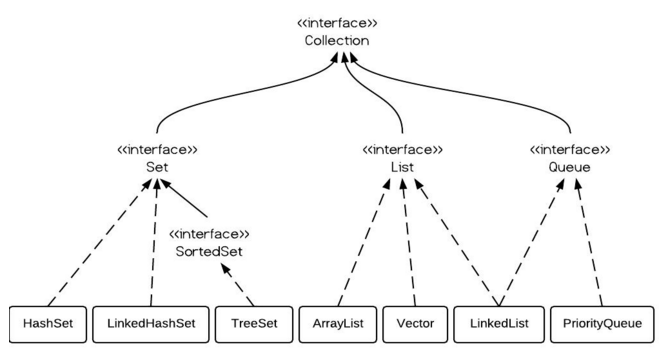 <<interface>>
Collection
<<interface>>
Set
<<interface>>
List
<<interface>>
Queue
<<interface>>
SortedSet
HashSet
LinkedHashSet
TreeSet
ArrayList
Vector
LinkedList
PriorityQueue